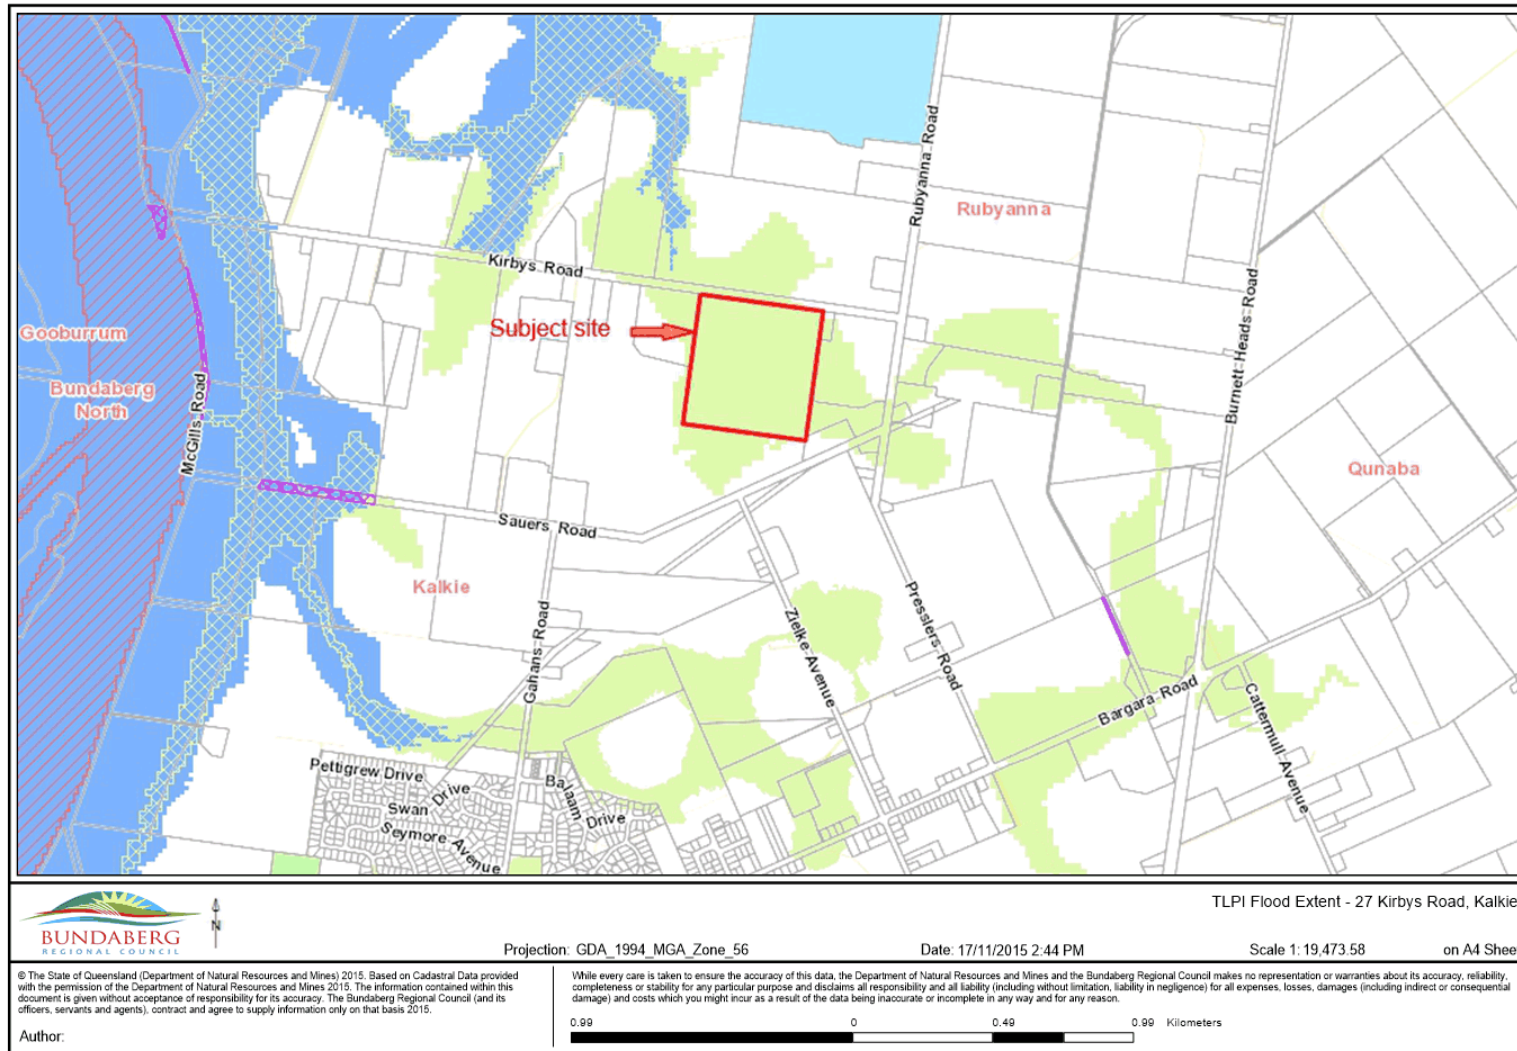 Rubyanna Road
Rubyanna
Kirbys Road
Subject site
Gooburrum
Bundaberg
North
McGills Road
Burnett Heads Road
Qunaba
Sauers Road
Kalkie
Gahans Road
Zielke Avenue
Presslers Road
Bargara Road
Cattermull Avenue
Pettigrew Drive
Swan Drive
Seymore Avenue
Balaam Drive
BUNDABERG
REGIONAL COUNCIL
N
TLPI Flood Extent - 27 Kirbys Road, Kalkie
Projection: GDA_1994_MGA_Zone_56
Date: 17/11/2015 2:44 PM
Scale 1: 19,473.58
on A4 Sheet
© The State of Queensland (Department of Natural Resources and Mines) 2015. Based on Cadastral Data provided
with the permission of the Department of Natural Resources and Mines 2015. The information contained within this
document is given without acceptance of responsibility for its accuracy. The Bundaberg Regional Council (and its
officers, servants and agents), contract and agree to supply information only on that basis 2015.
Author:
While every care is taken to ensure the accuracy of this data, the Department of Natural Resources and Mines and the Bundaberg Regional Council makes no representation or warranties about its accuracy, reliability,
completeness or stability for any particular purpose and disclaims all responsibility and all liability (including without limitation, liability in negligence) for all expenses, losses, damages (including indirect or consequential
damage) and costs which you might incur as a result of the data being inaccurate or incomplete in any way and for any reason.
0.99 0 0.49 0.99 Kilometers